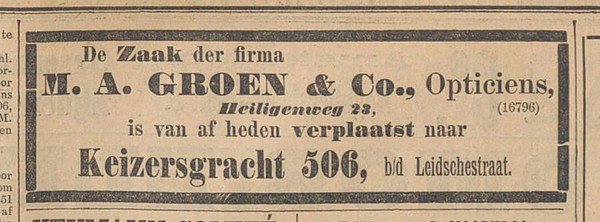 De Zaak der firma
M. A. GROEN & Co., Opticiens,
Heiligenweg 23, (16796)
is van af heden verplaatst naar
Keizersgracht 506, b/d Leidschestraat.